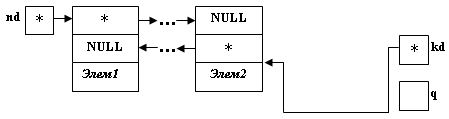 nd * * ... NULL
NULL ... * * kd
Элем1 Элем2
q